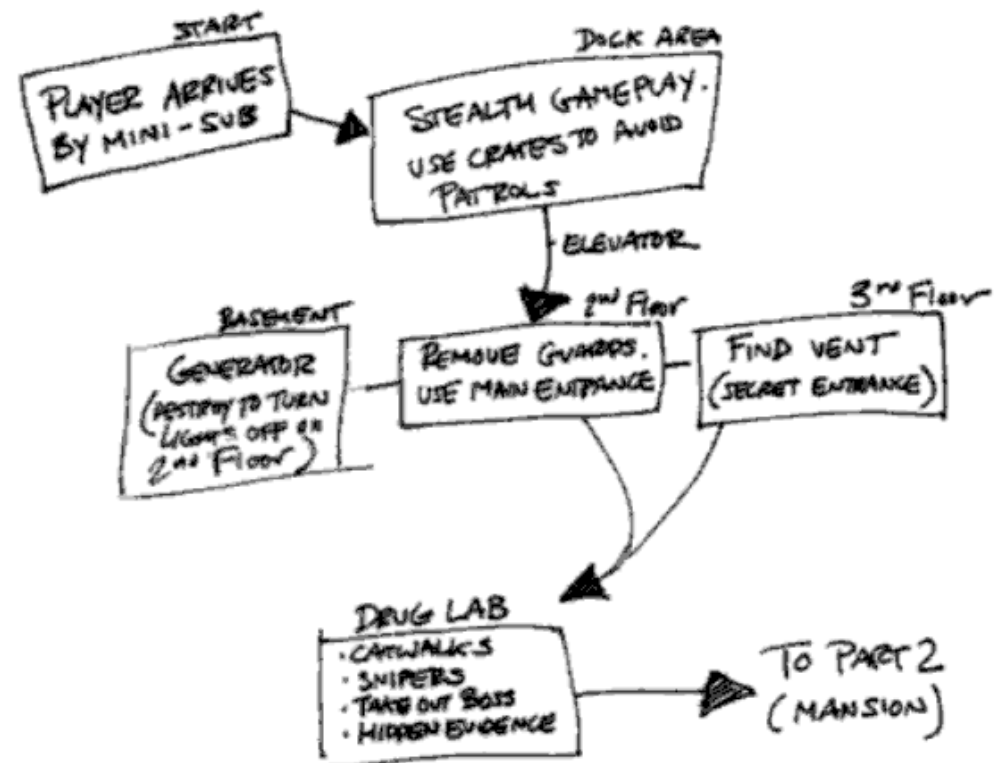 START
PLAYER ARRIVES
BY MINI-SUB
DOCK AREA
STEALTH GAMEPLAY.
USE CRATES TO AVOID
PATROLS
ELEVATOR
BASEMENT
GENERATOR
(DESTROY TO TURN
LIGHTS OFF ON
2ND FLOOR)
2ND FLOOR
REMOVE GUARDS.
USE MAIN ENTRANCE
3RD FLOOR
FIND VENT
(SECRET ENTRANCE)
DRUG LAB
· CATWALKS
· SNIPERS
· TAKE OUT BOSS
· HIDDEN EVIDENCE
TO PART 2
(MANSION)